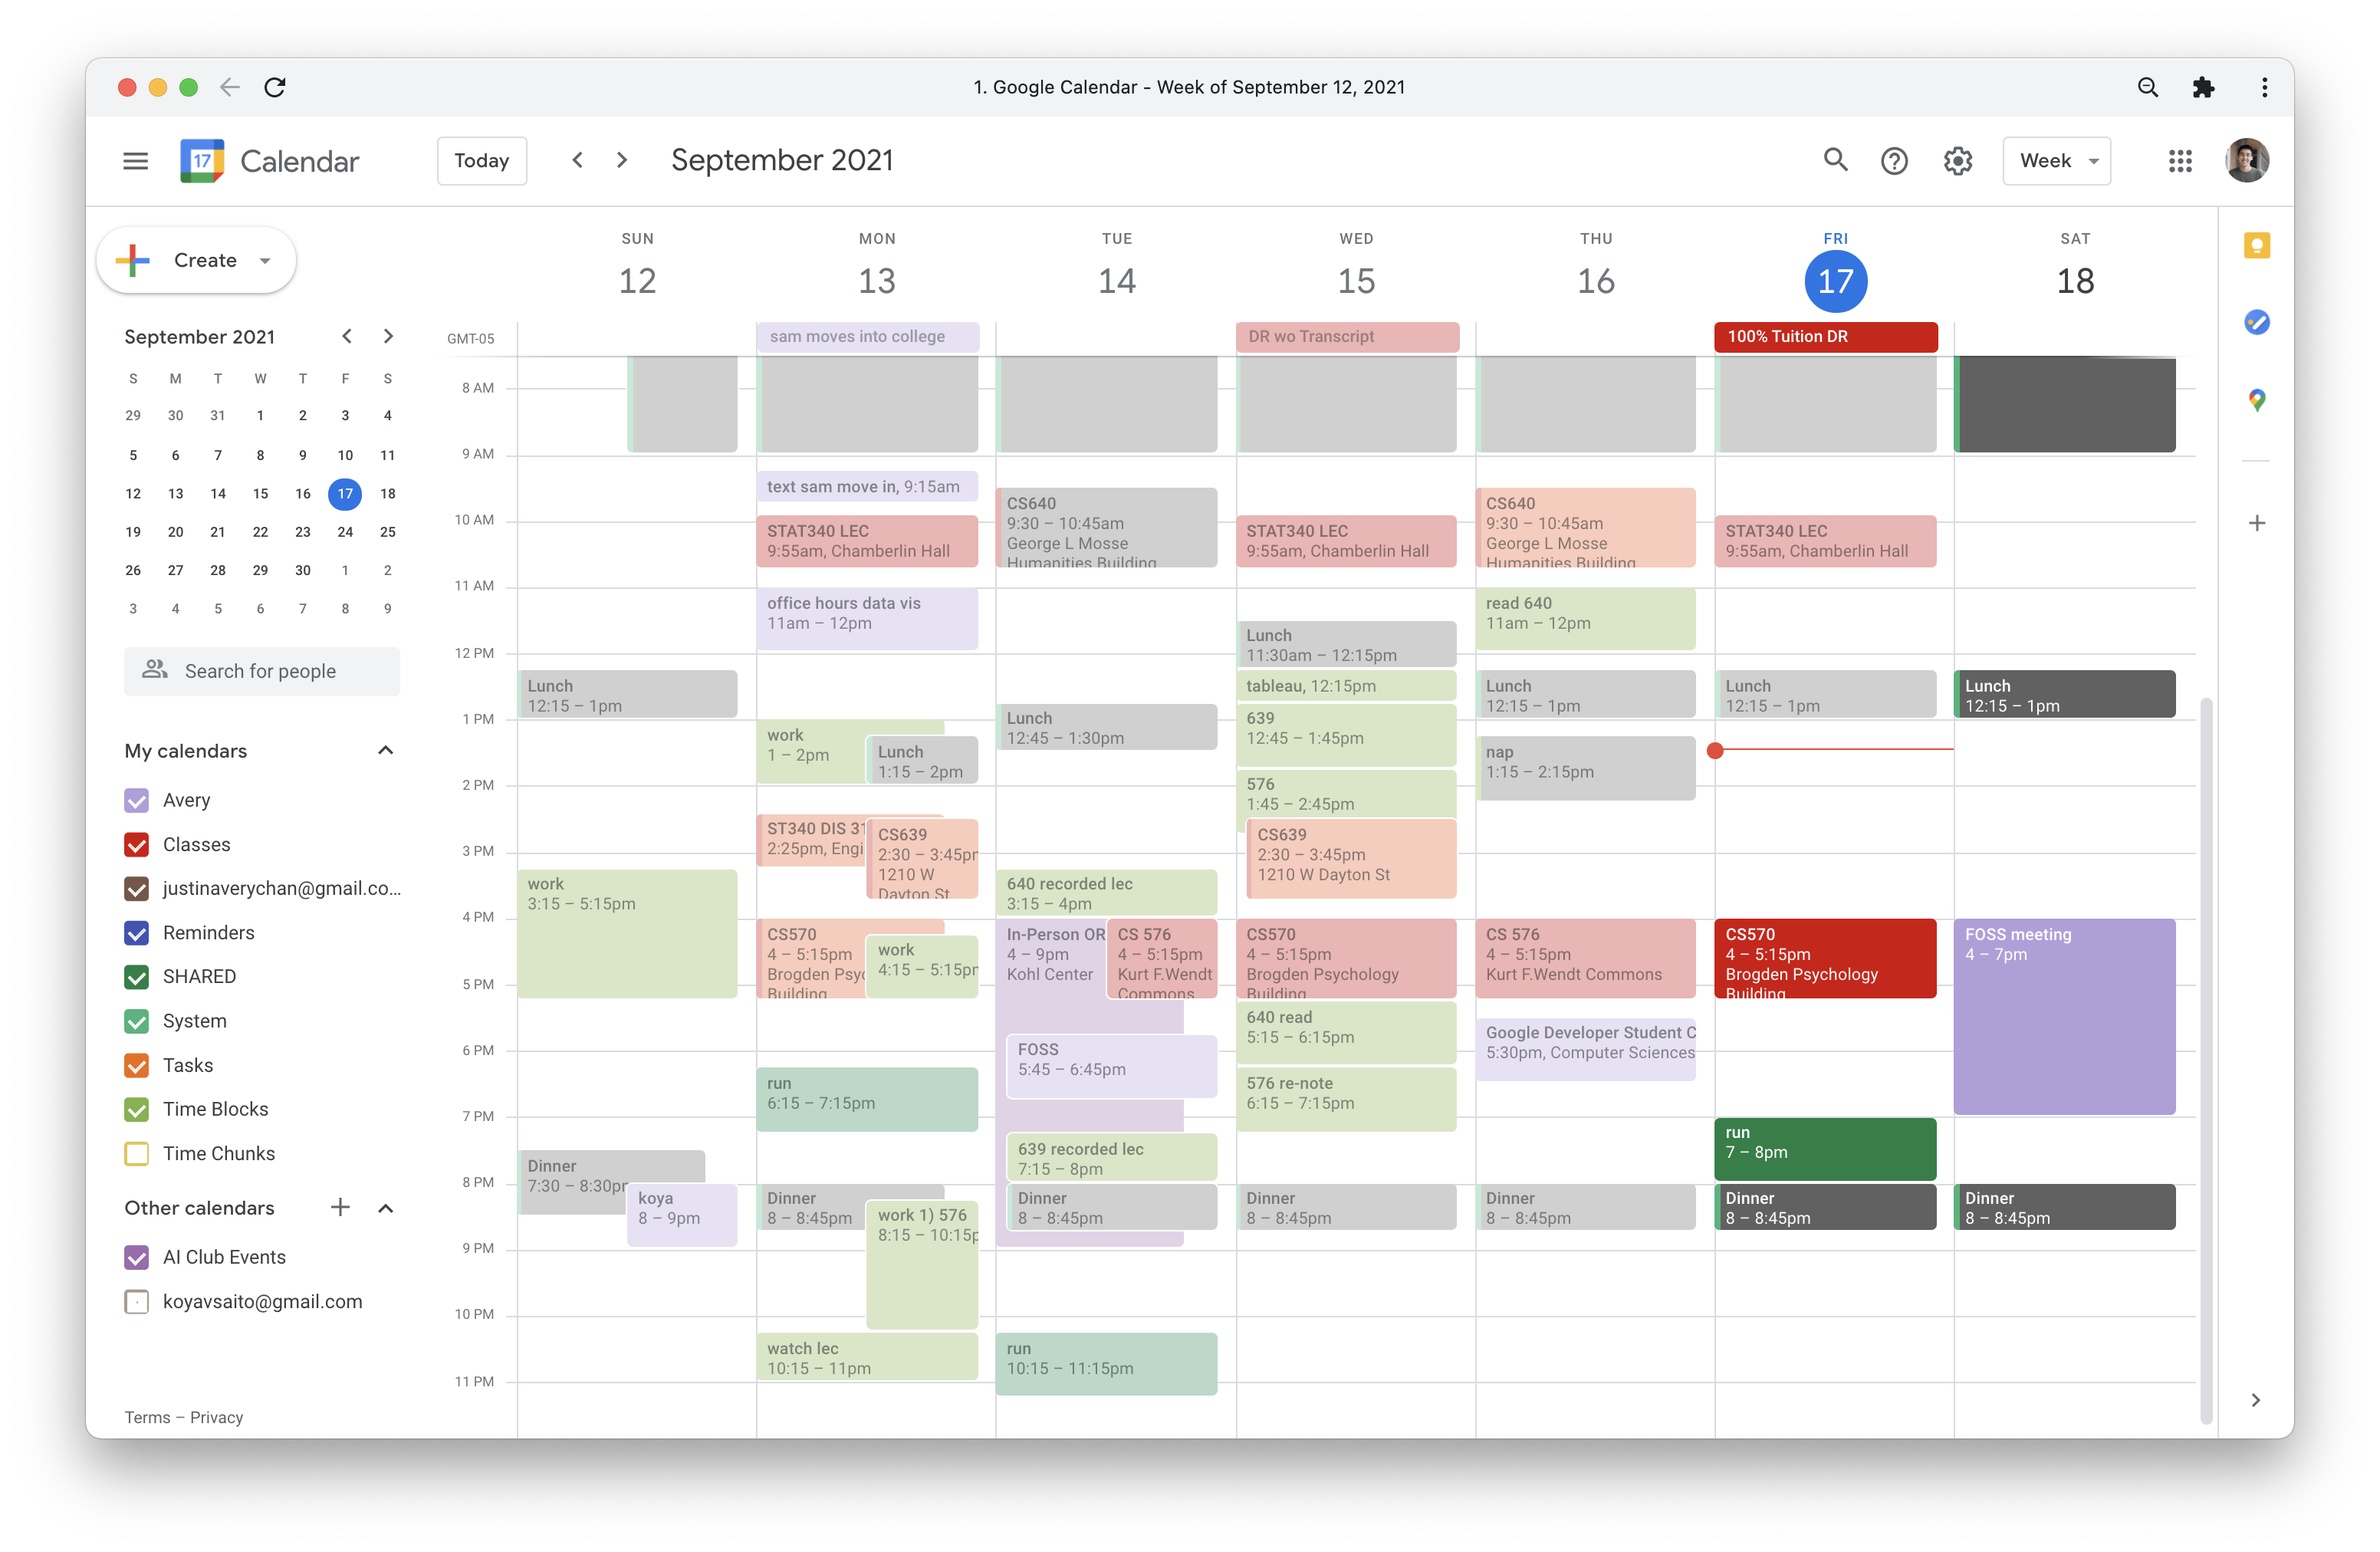 1. Google Calendar - Week of September 12, 2021
17
Calendar
Today
September 2021
Week
Create
September 2021
S M T W T F S
29 30 31 1 2 3 4
5 6 7 8 9 10 11
12 13 14 15 16 17 18
19 20 21 22 23 24 25
26 27 28 29 30 1 2
3 4 5 6 7 8 9
Search for people
My calendars
Avery
Classes
justinaverychan@gmail.co...
Reminders
SHARED
System
Tasks
Time Blocks
Time Chunks
Other calendars
AI Club Events
koyavsaito@gmail.com
Terms – Privacy
GMT-05
8 AM
9 AM
10 AM
11 AM
12 PM
1 PM
2 PM
3 PM
4 PM
5 PM
6 PM
7 PM
8 PM
9 PM
10 PM
11 PM
SUN
12
Lunch
12:15 – 1pm
work
3:15 – 5:15pm
Dinner
7:30 – 8:30pm
koya
8 – 9pm
MON
13
sam moves into college
text sam move in, 9:15am
STAT340 LEC
9:55am, Chamberlin Hall
office hours data vis
11am – 12pm
work
1 – 2pm
Lunch
1:15 – 2pm
ST340 DIS 31
2:25pm, Engi
CS639
2:30 – 3:45pm
1210 W
Dayton St
CS570
4 – 5:15pm
Brogden Psyc
Building
work
4:15 – 5:15pm
run
6:15 – 7:15pm
Dinner
8 – 8:45pm
work 1) 576
8:15 – 10:15p
watch lec
10:15 – 11pm
TUE
14
CS640
9:30 – 10:45am
George L Mosse
Humanities Building
Lunch
12:45 – 1:30pm
640 recorded lec
3:15 – 4pm
In-Person OR
4 – 9pm
Kohl Center
CS 576
4 – 5:15pm
Kurt F.Wendt
Commons
FOSS
5:45 – 6:45pm
639 recorded lec
7:15 – 8pm
Dinner
8 – 8:45pm
run
10:15 – 11:15pm
WED
15
DR wo Transcript
STAT340 LEC
9:55am, Chamberlin Hall
Lunch
11:30am – 12:15pm
tableau, 12:15pm
639
12:45 – 1:45pm
576
1:45 – 2:45pm
CS639
2:30 – 3:45pm
1210 W Dayton St
CS570
4 – 5:15pm
Brogden Psychology
Building
640 read
5:15 – 6:15pm
576 re-note
6:15 – 7:15pm
Dinner
8 – 8:45pm
THU
16
CS640
9:30 – 10:45am
George L Mosse
Humanities Building
read 640
11am – 12pm
Lunch
12:15 – 1pm
nap
1:15 – 2:15pm
CS 576
4 – 5:15pm
Kurt F.Wendt Commons
Google Developer Student C
5:30pm, Computer Sciences
Dinner
8 – 8:45pm
FRI
17
100% Tuition DR
STAT340 LEC
9:55am, Chamberlin Hall
Lunch
12:15 – 1pm
CS570
4 – 5:15pm
Brogden Psychology
Building
run
7 – 8pm
Dinner
8 – 8:45pm
SAT
18
Lunch
12:15 – 1pm
FOSS meeting
4 – 7pm
Dinner
8 – 8:45pm